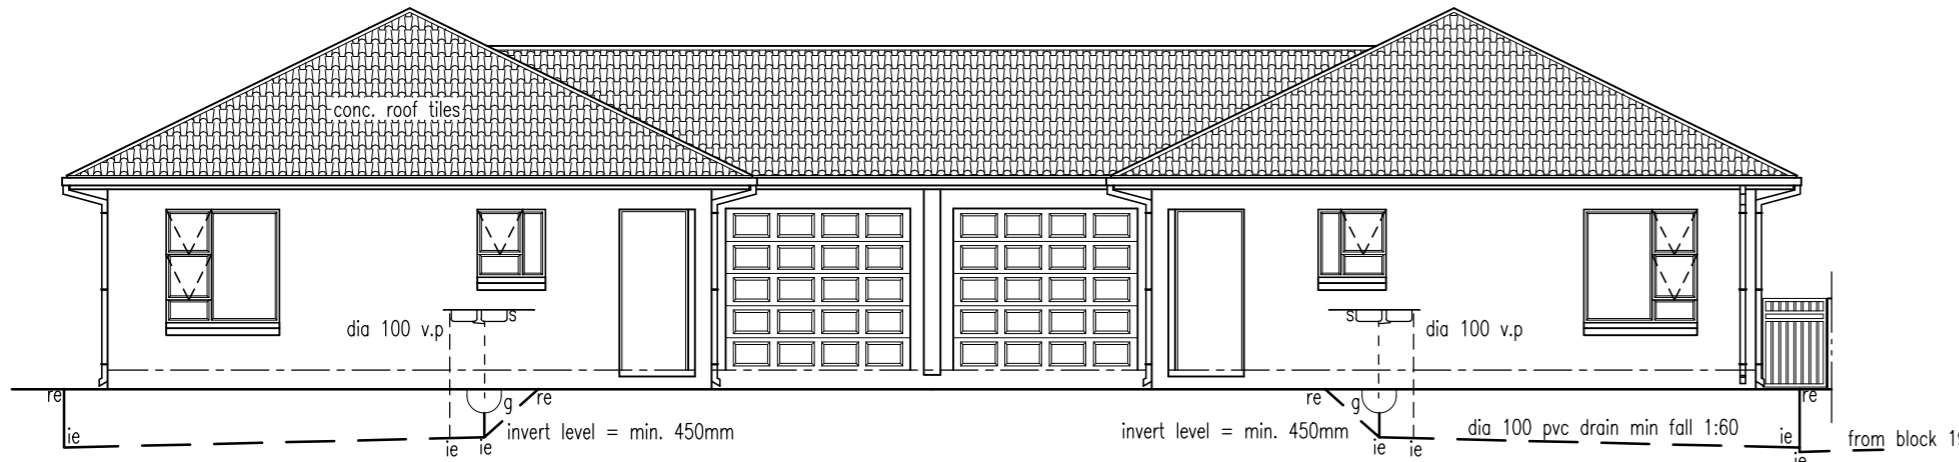 conc. roof tiles
s
s
dia 100 v.p
dia 100 v.p
re
g
re
re
g
re
ie
invert level = min. 450mm
invert level = min. 450mm
dia 100 pvc drain min fall 1:60
ie
from block 19
ie
ie
ie
ie
ie